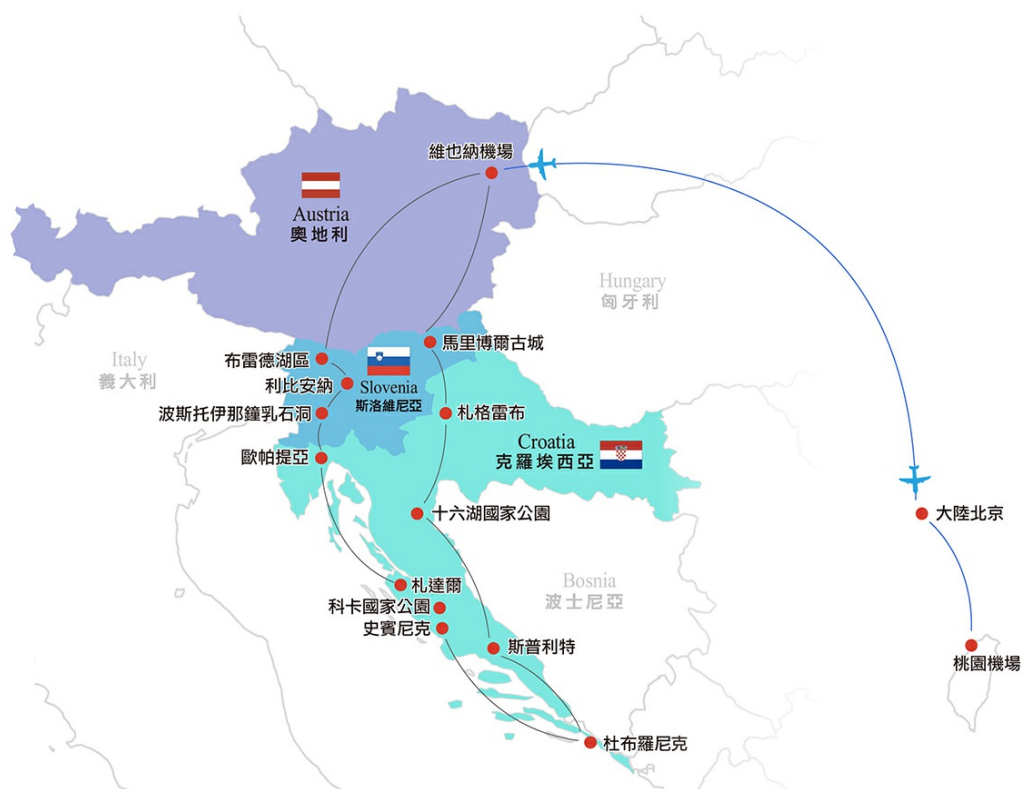 維也納機場
Austria
奧地利
Hungary
匈牙利
Italy
義大利
布雷德湖區
馬里博爾古城
利比安納
Slovenia
斯洛維尼亞
波斯托伊那鐘乳石洞
札格雷布
歐帕提亞
Croatia
克羅埃西亞
十六湖國家公園
大陸北京
札達爾
Bosnia
波士尼亞
科卡國家公園
史賓尼克
斯普利特
桃園機場
杜布羅尼克